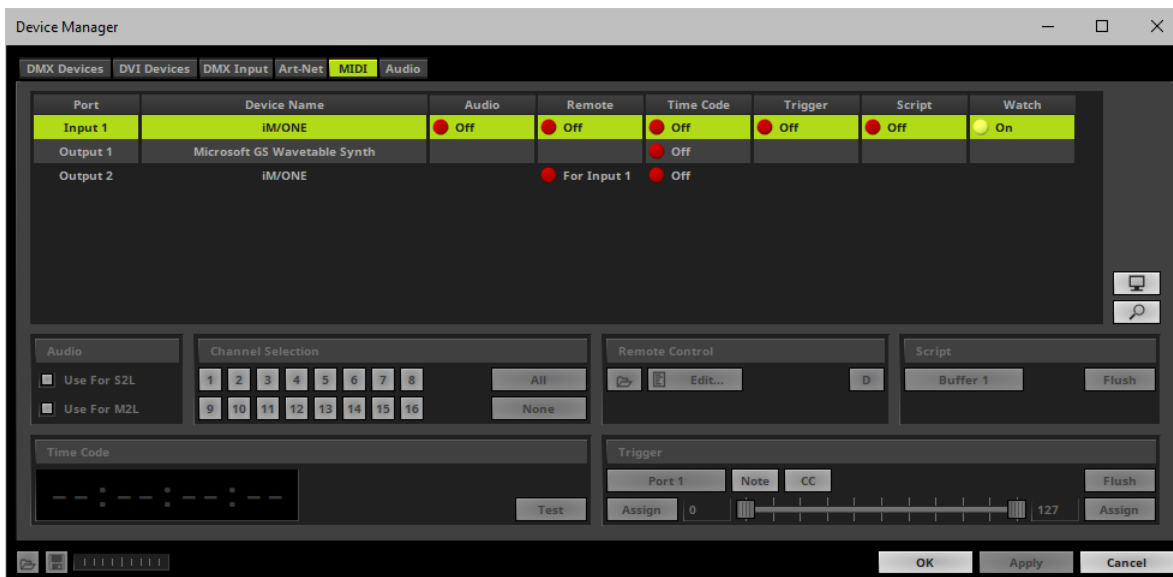 Device Manager
DMX Devices DVI Devices DMX Input Art-Net MIDI Audio
Port Device Name Audio Remote Time Code Trigger Script Watch
Input 1 iM/ONE Off Off Off Off Off On
Output 1 Microsoft GS Wavetable Synth Off
Output 2 iM/ONE For Input 1 Off
Audio Channel Selection Remote Control Script
Use For S2L 1 2 3 4 5 6 7 8 All Edit... D Buffer 1 Flush
Use For M2L 9 10 11 12 13 14 15 16 None
Time Code Trigger
Port 1 Note CC Flush
--:--:--:-- Test Assign 0 127 Assign
OK Apply Cancel